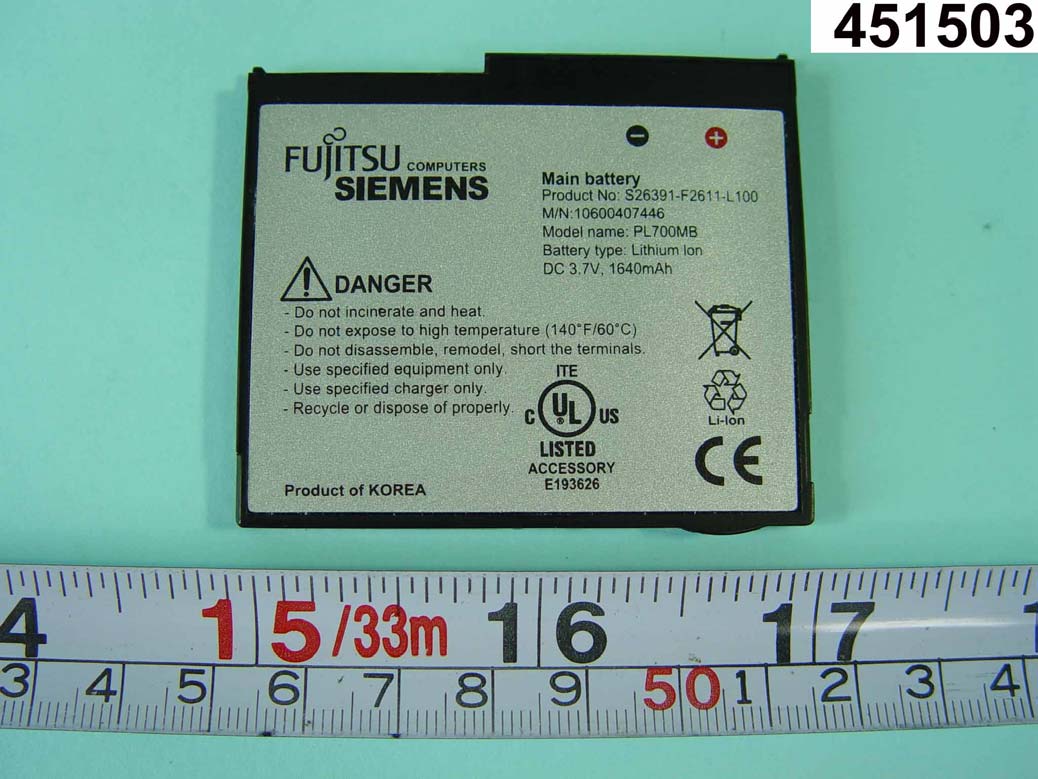 451503
FUJITSU COMPUTERS
SIEMENS
Main battery
Product No: S26391-F2611-L100
M/N:10600407446
Model name: PL700MB
Battery type: Lithium Ion
DC 3.7V, 1640mAh
DANGER
- Do not incinerate and heat.
- Do not expose to high temperature (140°F/60°C)
- Do not disassemble, remodel, short the terminals.
- Use specified equipment only.
- Use specified charger only.
- Recycle or dispose of properly.
ITE
C UL US
LISTED
ACCESSORY
E193626
Li-Ion
CE
Product of KOREA
4 15/33m 16 17 1
3 4 5 6 7 8 9 50 1 2 3 4